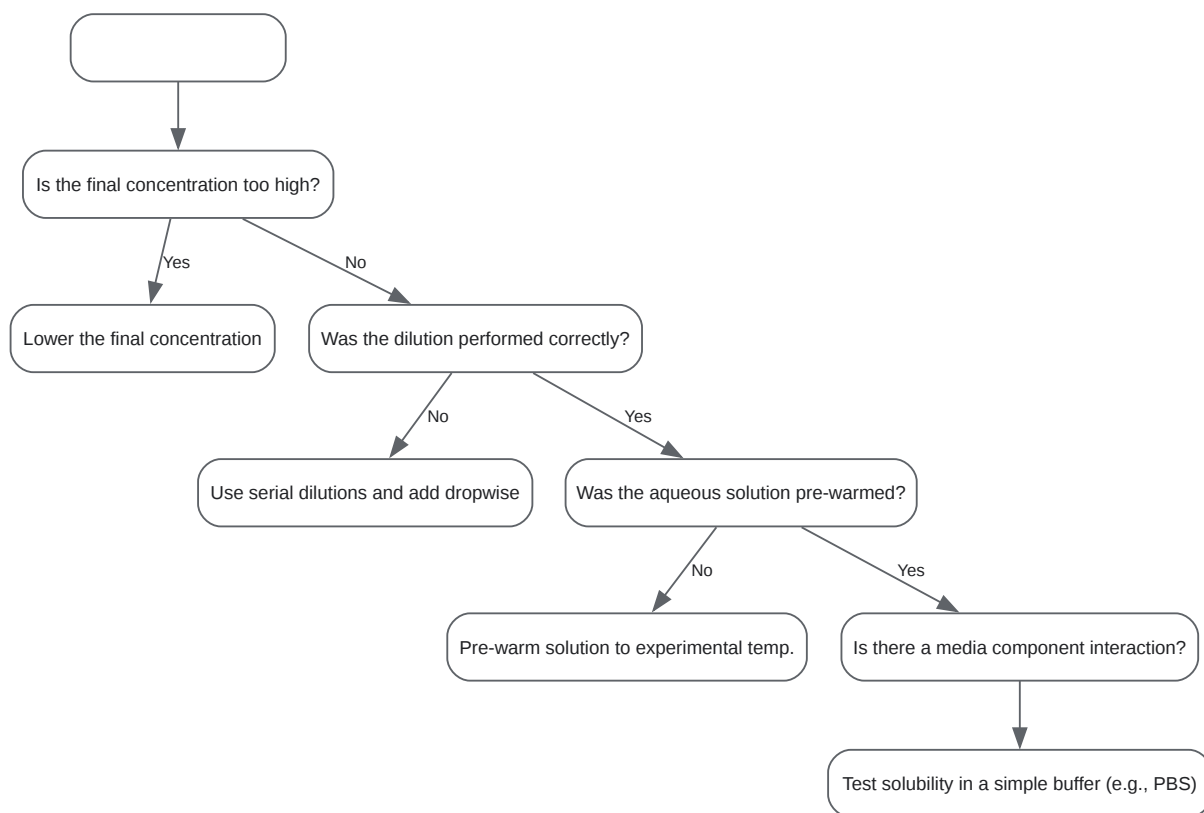 Is the final concentration too high?
Yes
No
Lower the final concentration
Was the dilution performed correctly?
No
Yes
Use serial dilutions and add dropwise
Was the aqueous solution pre-warmed?
No
Yes
Pre-warm solution to experimental temp.
Is there a media component interaction?
Test solubility in a simple buffer (e.g., PBS)